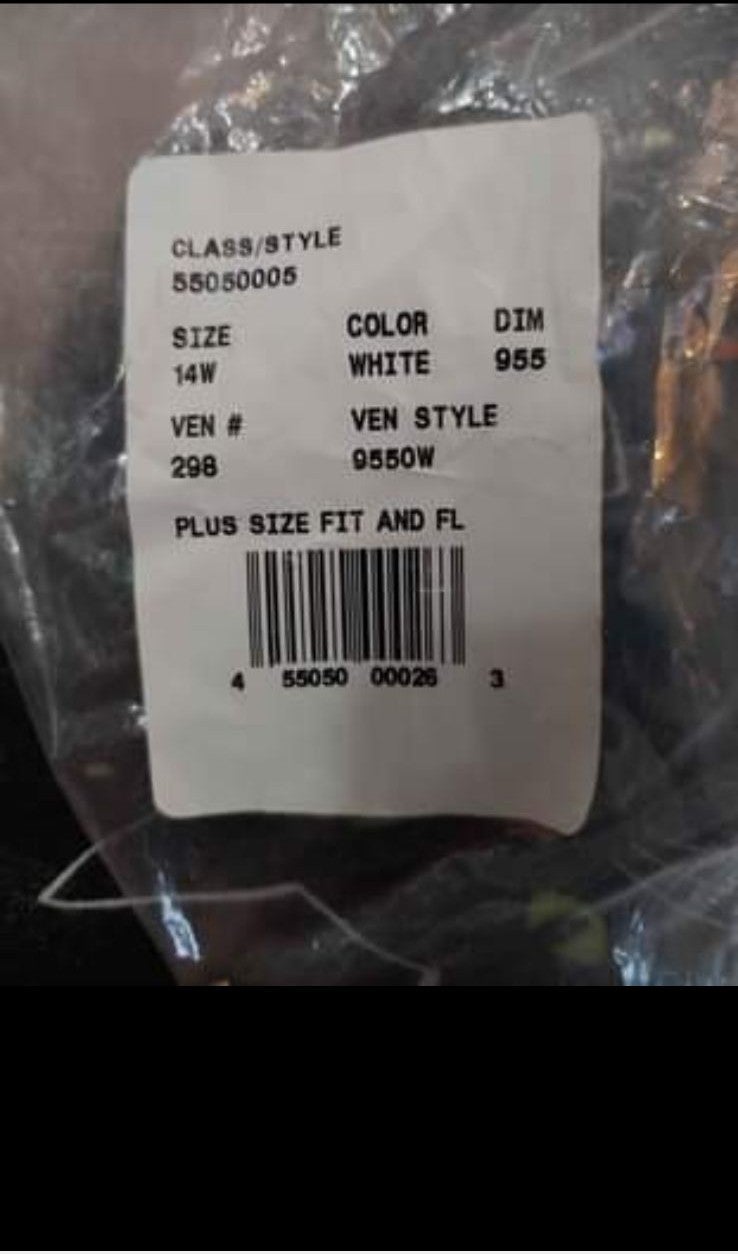 CLASS/STYLE
55050005
SIZE COLOR DIM
14W WHITE 955
VEN # VEN STYLE
298 9550W
PLUS SIZE FIT AND FL
4 55050 00026 3